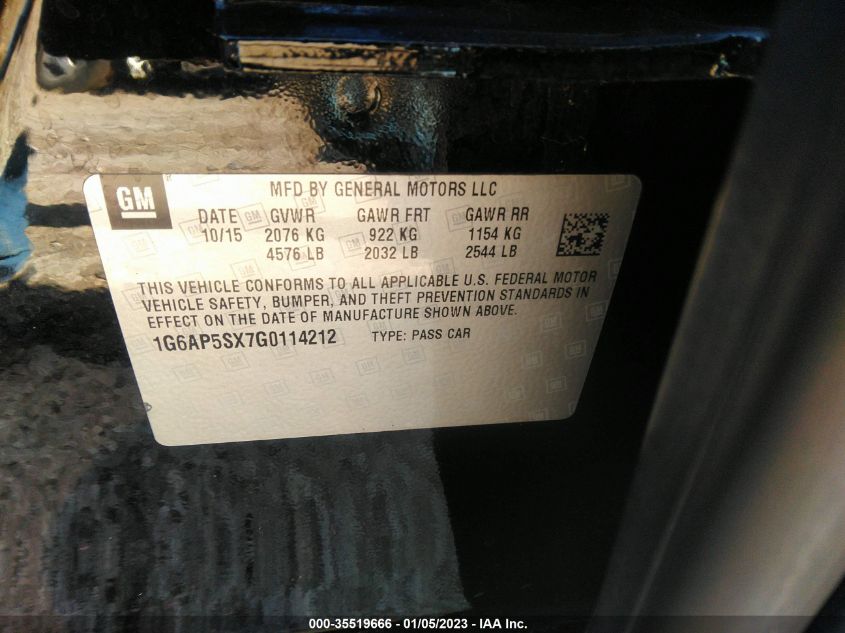 GM
MFD BY GENERAL MOTORS LLC
DATE GVWR GAWR FRT GAWR RR
10/15 2076 KG 922 KG 1154 KG
4576 LB 2032 LB 2544 LB
THIS VEHICLE CONFORMS TO ALL APPLICABLE U.S. FEDERAL MOTOR
VEHICLE SAFETY, BUMPER, AND THEFT PREVENTION STANDARDS IN
EFFECT ON THE DATE OF MANUFACTURE SHOWN ABOVE.
1G6AP5SX7G0114212 TYPE: PASS CAR
000-35519666 - 01/05/2023 - IAA Inc.